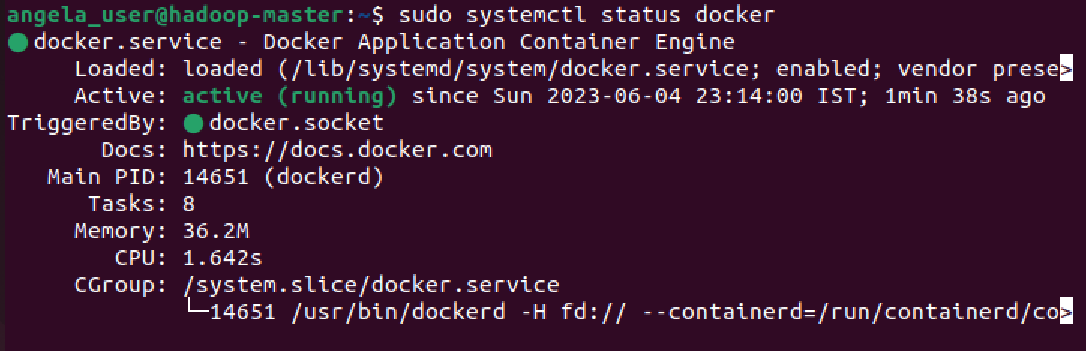 angela_user@hadoop-master:~$ sudo systemctl status docker
● docker.service - Docker Application Container Engine
     Loaded: loaded (/lib/systemd/system/docker.service; enabled; vendor prese>
     Active: active (running) since Sun 2023-06-04 23:14:00 IST; 1min 38s ago
TriggeredBy: ● docker.socket
       Docs: https://docs.docker.com
   Main PID: 14651 (dockerd)
      Tasks: 8
     Memory: 36.2M
        CPU: 1.642s
     CGroup: /system.slice/docker.service
             └─14651 /usr/bin/dockerd -H fd:// --containerd=/run/containerd/co>